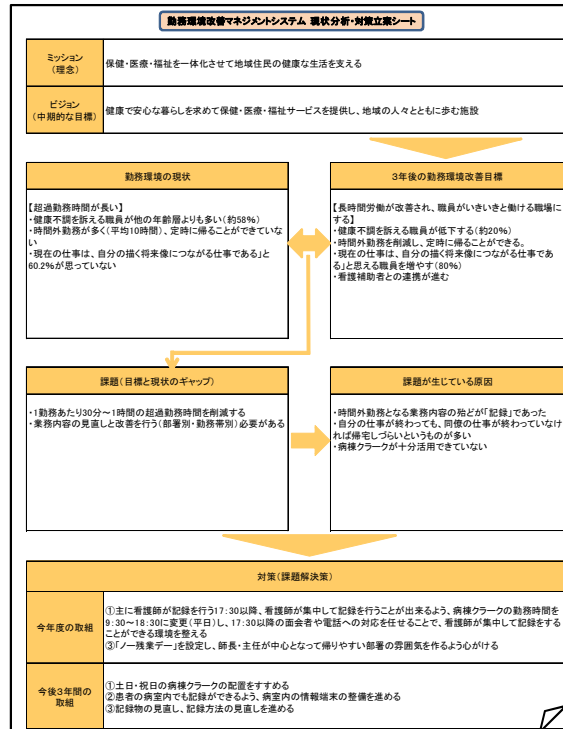 勤務環境改善マネジメントシステム 現状分析・対策立案シート
ミッション
(理念)
保健・医療・福祉を一体化させて地域住民の健康な生活を支える
ビジョン
(中期的な目標)
健康で安心な暮らしを求めて保健・医療・福祉サービスを提供し、地域の人々とともに歩む施設
勤務環境の現状
【超過勤務時間が長い】
・健康不調を訴える職員が他の年齢層よりも多い(約58%)
・時間外勤務が多く(平均10時間)、定時に帰ることができていな
い
・現在の仕事は、自分の描く将来像につながる仕事である」と
60.2%が思っていない
3年後の勤務環境改善目標
【長時間労働が改善され、職員がいきいきと働ける職場に
する】
・健康不調を訴える職員が低下する(約20%)
・時間外勤務を削減し、定時に帰ることができる。
・現在の仕事は、自分の描く将来像につながる仕事であ
る」と思える職員を増やす(80%)
・看護補助者との連携が進む
課題(目標と現状のギャップ)
・1勤務あたり30分～1時間の超過勤務時間を削減する
・業務内容の見直しと改善を行う(部署別・勤務帯別)必要がある
課題が生じている原因
・時間外勤務となる業務内容の殆どが「記録」であった
・自分の仕事が終わっても、同僚の仕事が終わっていなけ
れば帰宅しづらいというものが多い
・病棟クラークが十分活用できていない
対策(課題解決策)
今年度の取組
①主に看護師が記録を行う17:30以降、看護師が集中して記録を行うことが出来るよう、病棟クラークの勤務時間を
9:30～18:30に変更(平日)し、17:30以降の面会者や電話への対応を任せることで、看護師が集中して記録をする
ことができる環境を整える
③「ノー残業デー」を設定し、師長・主任が中心となって帰りやすい部署の雰囲気を作るよう心がける
今後3年間の
取組
①土日・祝日の病棟クラークの配置をすすめる
②患者の病室内でも記録ができるよう、病室内の情報端末の整備を進める
③記録物の見直し、記録方法の見直しを進める